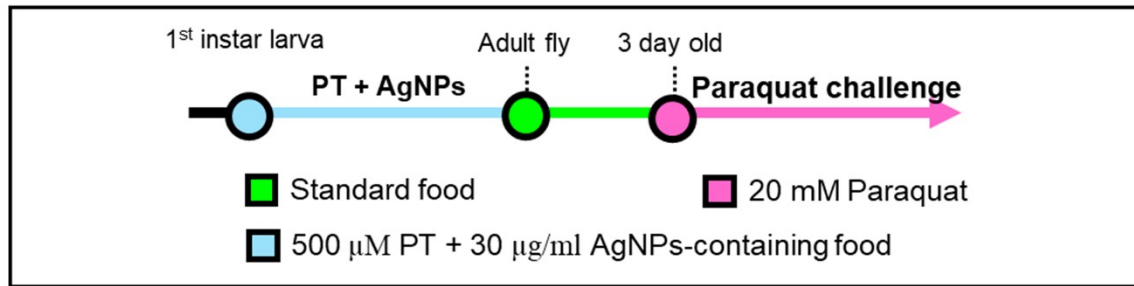 1st instar larva
Adult fly
3 day old
PT + AgNPs
Paraquat challenge
Standard food
20 mM Paraquat
500 μM PT + 30 μg/ml AgNPs-containing food